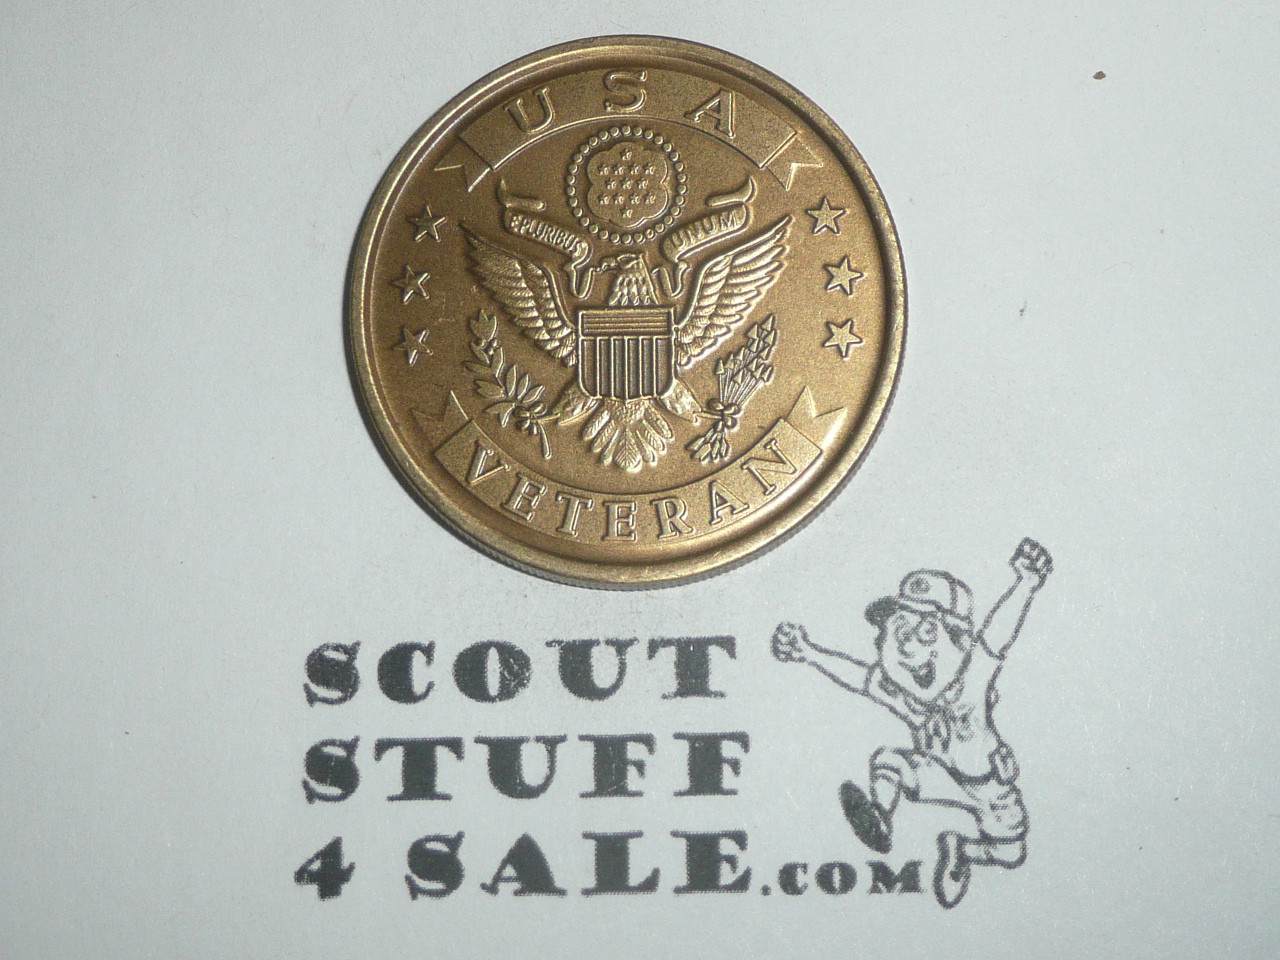 USA
E PLURIBUS UNUM
VETERAN
SCOUT
STUFF
4 SALE.COM